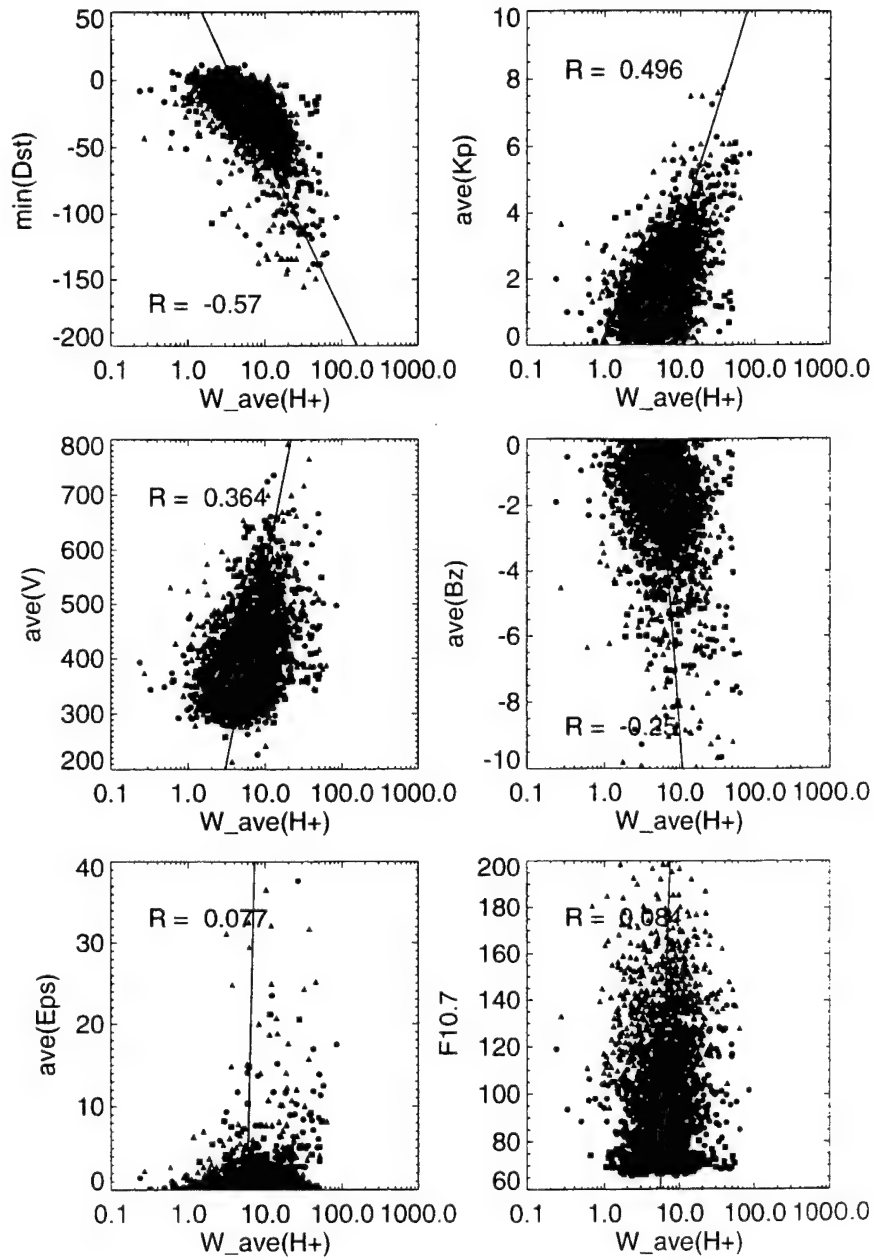 50
0
-50
-100
-150
-200
min(Dst)
R = -0.57
0.1 1.0 10.0 100.0 1000.0
W_ave(H+)
10
8
6
4
2
0
ave(Kp)
R = 0.496
0.1 1.0 10.0 100.0 1000.0
W_ave(H+)
800
700
600
500
400
300
200
ave(V)
R = 0.364
0.1 1.0 10.0 100.0 1000.0
W_ave(H+)
0
-2
-4
-6
-8
-10
ave(Bz)
R = -0.25
0.1 1.0 10.0 100.0 1000.0
W_ave(H+)
40
30
20
10
0
ave(Eps)
R = 0.077
0.1 1.0 10.0 100.0 1000.0
W_ave(H+)
200
180
160
140
120
100
80
60
F10.7
R = 0.084
0.1 1.0 10.0 100.0 1000.0
W_ave(H+)